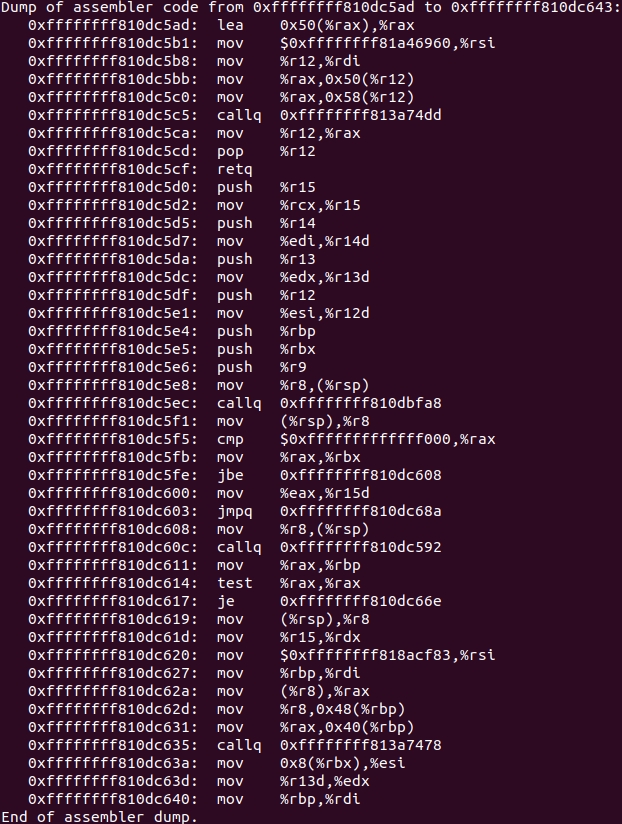 Dump of assembler code from 0xffffffff810dc5ad to 0xffffffff810dc643:
0xffffffff810dc5ad: lea 0x50(%rax),%rax
0xffffffff810dc5b1: mov $0xffffffff81a46960,%rsi
0xffffffff810dc5b8: mov %r12,%rdi
0xffffffff810dc5bb: mov %rax,0x50(%r12)
0xffffffff810dc5c0: mov %rax,0x58(%r12)
0xffffffff810dc5c5: callq 0xffffffff813a74dd
0xffffffff810dc5ca: mov %r12,%rax
0xffffffff810dc5cd: pop %r12
0xffffffff810dc5cf: retq
0xffffffff810dc5d0: push %r15
0xffffffff810dc5d2: mov %rcx,%r15
0xffffffff810dc5d5: push %r14
0xffffffff810dc5d7: mov %edi,%r14d
0xffffffff810dc5da: push %r13
0xffffffff810dc5dc: mov %edx,%r13d
0xffffffff810dc5df: push %r12
0xffffffff810dc5e1: mov %esi,%r12d
0xffffffff810dc5e4: push %rbp
0xffffffff810dc5e5: push %rbx
0xffffffff810dc5e6: push %r9
0xffffffff810dc5e8: mov %r8,(%rsp)
0xffffffff810dc5ec: callq 0xffffffff810dbfa8
0xffffffff810dc5f1: mov (%rsp),%r8
0xffffffff810dc5f5: cmp $0xfffffffffffff000,%rax
0xffffffff810dc5fb: mov %rax,%rbx
0xffffffff810dc5fe: jbe 0xffffffff810dc608
0xffffffff810dc600: mov %eax,%r15d
0xffffffff810dc603: jmpq 0xffffffff810dc68a
0xffffffff810dc608: mov %r8,(%rsp)
0xffffffff810dc60c: callq 0xffffffff810dc592
0xffffffff810dc611: mov %rax,%rbp
0xffffffff810dc614: test %rax,%rax
0xffffffff810dc617: je 0xffffffff810dc66e
0xffffffff810dc619: mov (%rsp),%r8
0xffffffff810dc61d: mov %r15,%rdx
0xffffffff810dc620: mov $0xffffffff818acf83,%rsi
0xffffffff810dc627: mov %rbp,%rdi
0xffffffff810dc62a: mov (%r8),%rax
0xffffffff810dc62d: mov %r8,0x48(%rbp)
0xffffffff810dc631: mov %rax,0x40(%rbp)
0xffffffff810dc635: callq 0xffffffff813a7478
0xffffffff810dc63a: mov 0x8(%rbx),%esi
0xffffffff810dc63d: mov %r13d,%edx
0xffffffff810dc640: mov %rbp,%rdi
End of assembler dump.